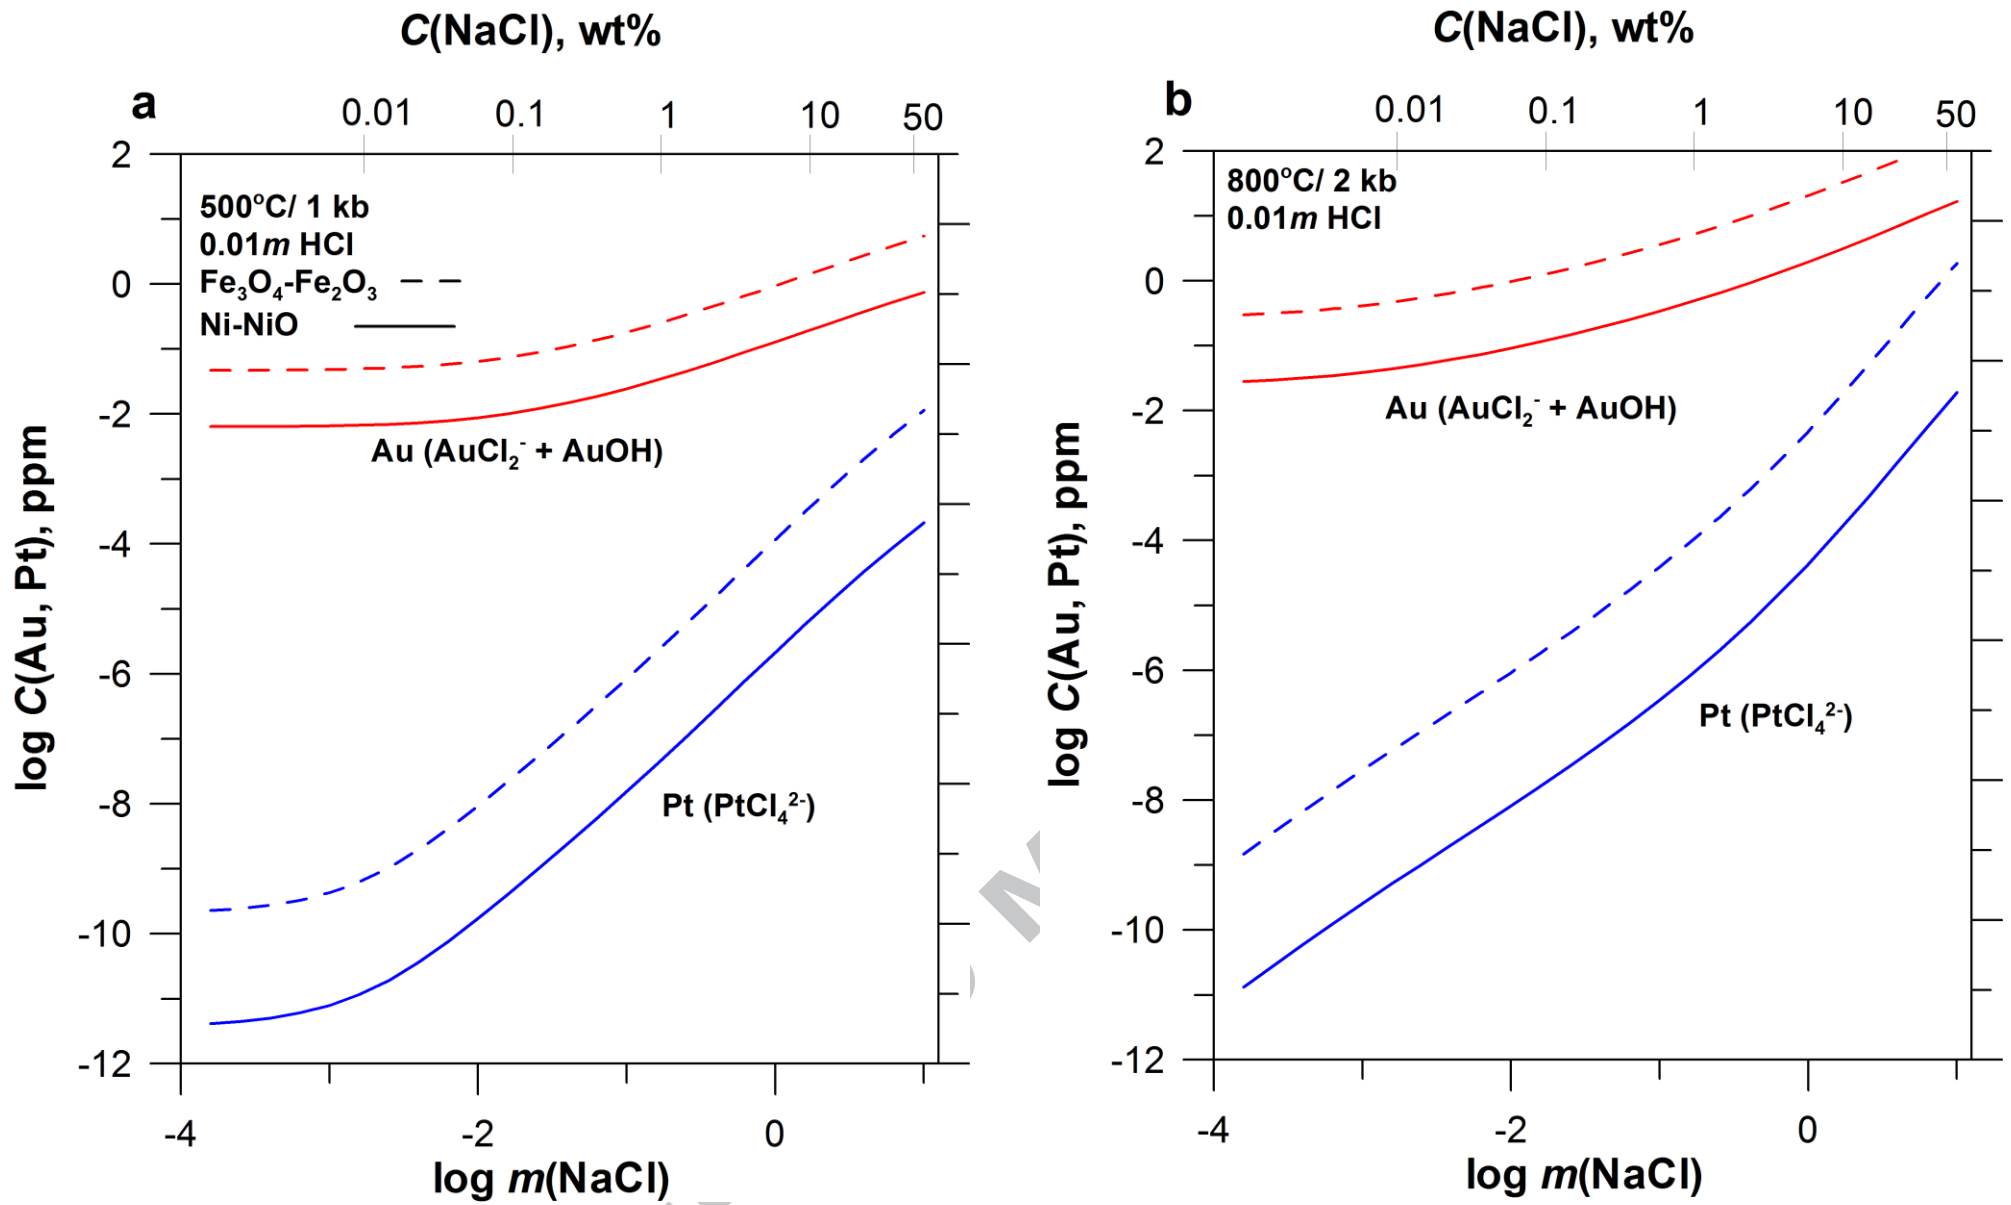 C(NaCl), wt%
a
0.01 0.1 1 10 50
2
0
-2
-4
-6
-8
-10
-12
500°C/ 1 kb
0.01m HCl
Fe₃O₄-Fe₂O₃
Ni-NiO
Au (AuCl₂⁻ + AuOH)
Pt (PtCl₄²⁻)
log C(Au, Pt), ppm
-4 -2 0
log m(NaCl)
C(NaCl), wt%
b
0.01 0.1 1 10 50
2
0
-2
-4
-6
-8
-10
-12
800°C/ 2 kb
0.01m HCl
Au (AuCl₂⁻ + AuOH)
Pt (PtCl₄²⁻)
log C(Au, Pt), ppm
-4 -2 0
log m(NaCl)
M